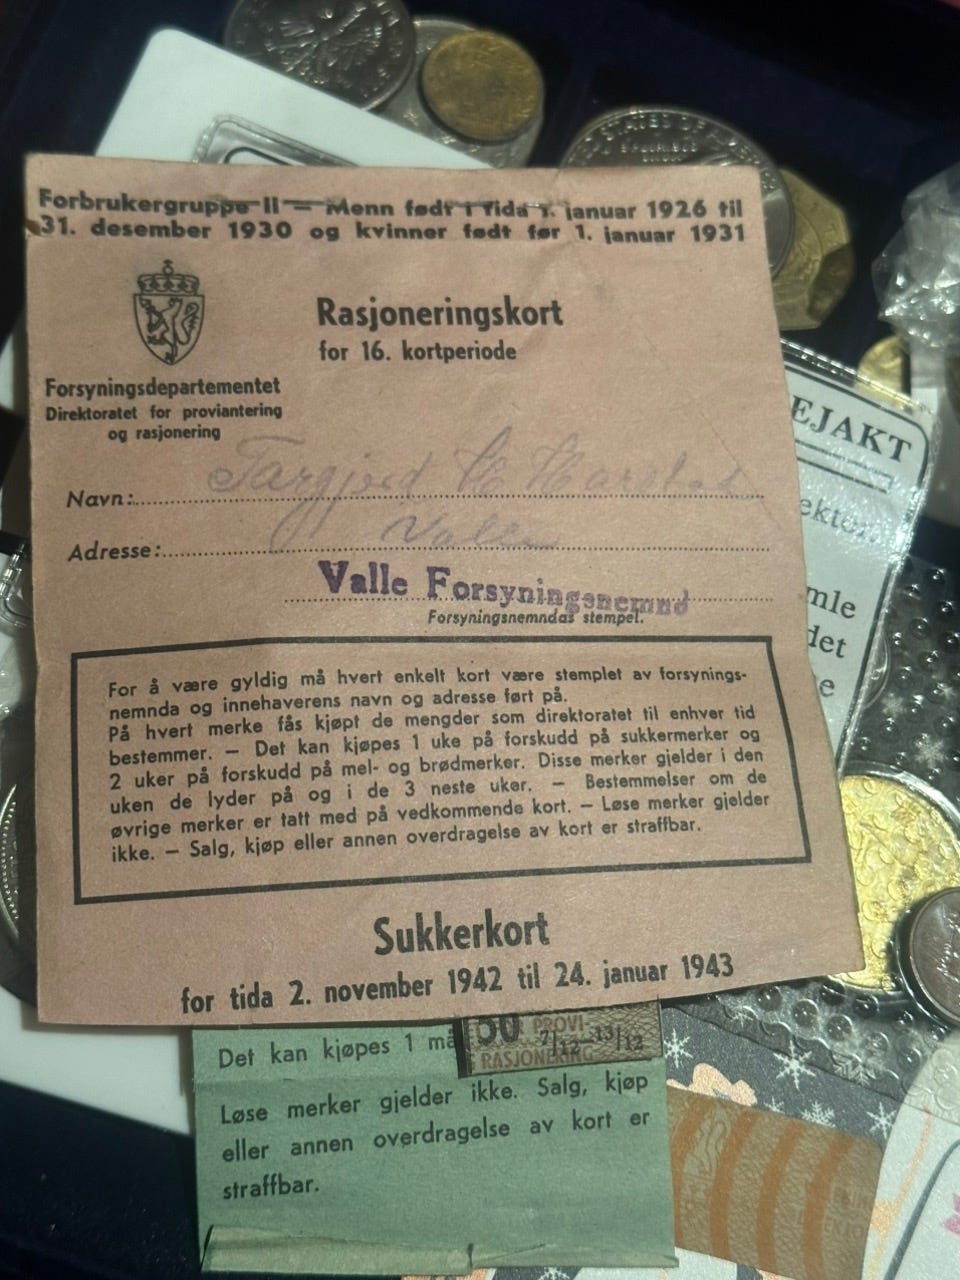 STATES OF
Forbrukergruppe II — Menn født i tida 1. januar 1926 til
31. desember 1930 og kvinner født før 1. januar 1931
Rasjoneringskort
for 16. kortperiode
Forsyningsdepartementet
Direktoratet for proviantering
og rasjonering
Navn:
Adresse: Valle
Valle Forsyningsnemnd
Forsyningsnemndas stempel.
For å være gyldig må hvert enkelt kort være stemplet av forsynings-
nemnda og innehaverens navn og adresse ført på.
På hvert merke fås kjøpt de mengder som direktoratet til enhver tid
bestemmer. — Det kan kjøpes 1 uke på forskudd på sukkermerker og
2 uker på forskudd på mel- og brødmerker. Disse merker gjelder i den
uken de lyder på og i de 3 neste uker. — Bestemmelser om de
øvrige merker er tatt med på vedkommende kort. — Løse merker gjelder
ikke. — Salg, kjøp eller annen overdragelse av kort er straffbar.
Sukkerkort
for tida 2. november 1942 til 24. januar 1943
50 PROVI-
7/12-13/12
RASJONERING
Det kan kjøpes 1
Løse merker gjelder ikke. Salg, kjøp
eller annen overdragelse av kort er
straffbar.
EJAKT
mle
det